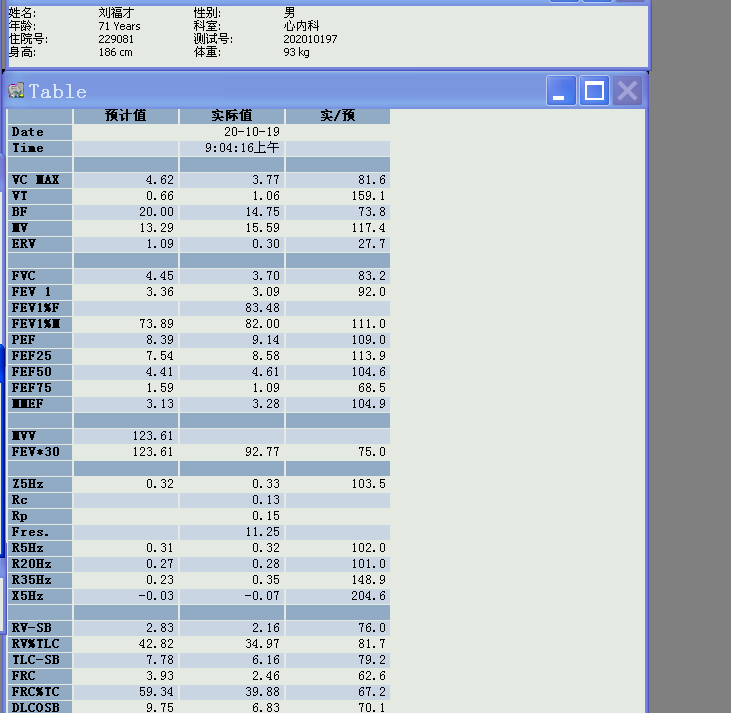 姓名: 刘福才 性别: 男
年龄: 71 Years 科室: 心内科
住院号: 229081 测试号: 202010197
身高: 186 cm 体重: 93 kg
Table
预计值 实际值 实/预
Date 20-10-19
Time 9:04:16上午
VC MAX 4.62 3.77 81.6
VT 0.66 1.06 159.1
BF 20.00 14.75 73.8
MV 13.29 15.59 117.4
ERV 1.09 0.30 27.7
FVC 4.45 3.70 83.2
FEV 1 3.36 3.09 92.0
FEV1%F 83.48
FEV1%M 73.89 82.00 111.0
PEF 8.39 9.14 109.0
FEF25 7.54 8.58 113.9
FEF50 4.41 4.61 104.6
FEF75 1.59 1.09 68.5
MMEF 3.13 3.28 104.9
MVV 123.61
FEV*30 123.61 92.77 75.0
Z5Hz 0.32 0.33 103.5
Rc 0.13
Rp 0.15
Fres. 11.25
R5Hz 0.31 0.32 102.0
R20Hz 0.27 0.28 101.0
R35Hz 0.23 0.35 148.9
X5Hz -0.03 -0.07 204.6
RV-SB 2.83 2.16 76.0
RV%TLC 42.82 34.97 81.7
TLC-SB 7.78 6.16 79.2
FRC 3.93 2.46 62.6
FRC%TC 59.34 39.88 67.2
DLCOSB 9.75 6.83 70.1